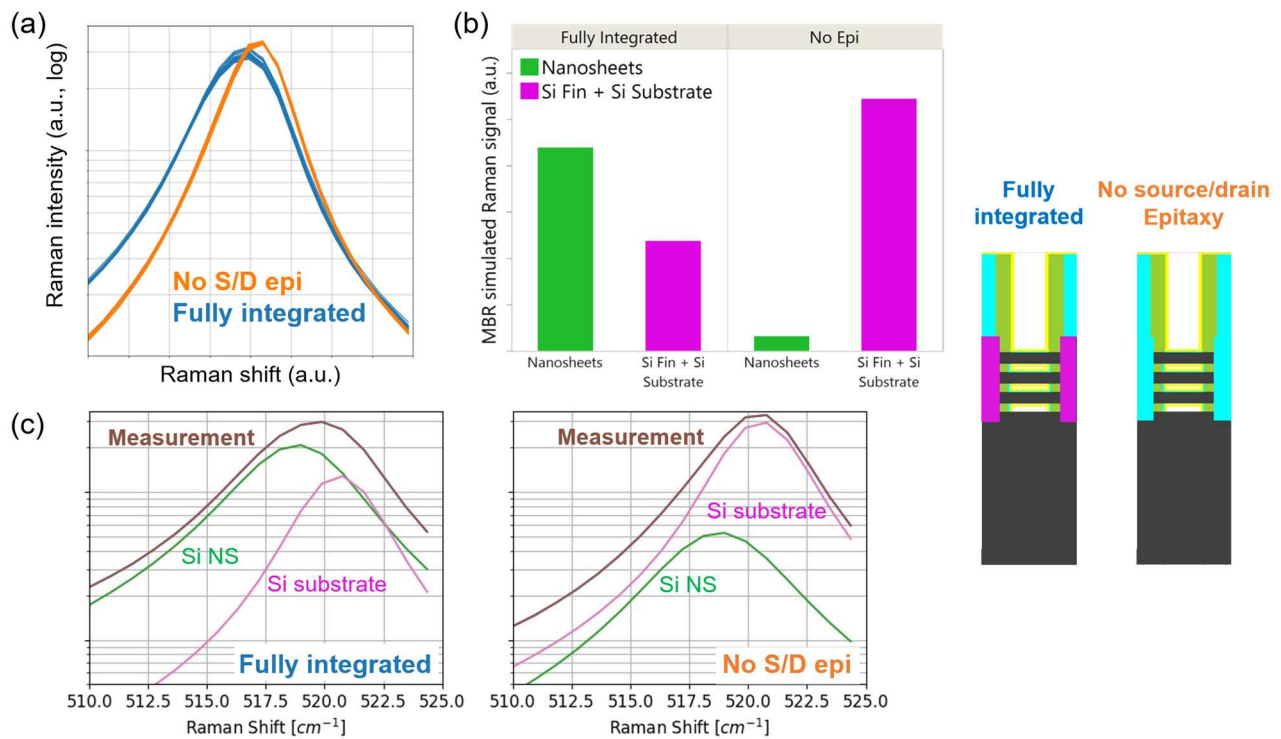 (a)
Raman intensity (a.u., log)
No S/D epi
Fully integrated
Raman shift (a.u.)
(b)
MBR simulated Raman signal (a.u.)
Fully Integrated
No Epi
Nanosheets
Si Fin + Si Substrate
Nanosheets
Si Fin + Si
Substrate
Nanosheets
Si Fin + Si
Substrate
Fully
integrated
No source/drain
Epitaxy
(c)
Measurement
Si NS
Si substrate
Fully integrated
510.0 512.5 515.0 517.5 520.0 522.5 525.0
Raman Shift [cm⁻¹]
Measurement
Si substrate
Si NS
No S/D epi
510.0 512.5 515.0 517.5 520.0 522.5 525.0
Raman Shift [cm⁻¹]